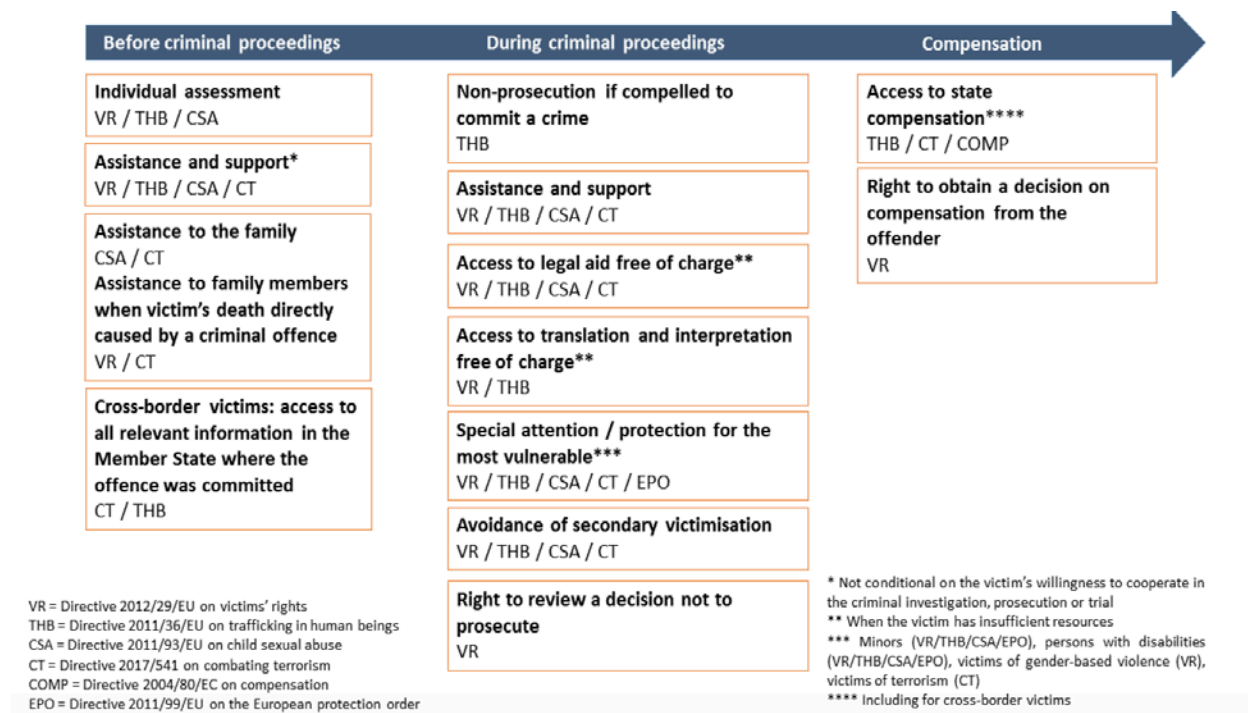 Before criminal proceedings
Individual assessment
VR / THB / CSA
Assistance and support*
VR / THB / CSA / CT
Assistance to the family
CSA / CT
Assistance to family members
when victim's death directly
caused by a criminal offence
VR / CT
Cross-border victims: access to
all relevant information in the
Member State where the
offence was committed
CT / THB
During criminal proceedings
Non-prosecution if compelled to
commit a crime
THB
Assistance and support
VR / THB / CSA / CT
Access to legal aid free of charge**
VR / THB / CSA / CT
Access to translation and interpretation
free of charge**
VR / THB
Special attention / protection for the
most vulnerable***
VR / THB / CSA / CT / EPO
Avoidance of secondary victimisation
VR / THB / CSA / CT
Right to review a decision not to
prosecute
VR
Compensation
Access to state
compensation****
THB / CT / COMP
Right to obtain a decision on
compensation from the
offender
VR
VR = Directive 2012/29/EU on victims' rights
THB = Directive 2011/36/EU on trafficking in human beings
CSA = Directive 2011/93/EU on child sexual abuse
CT = Directive 2017/541 on combating terrorism
COMP = Directive 2004/80/EC on compensation
EPO = Directive 2011/99/EU on the European protection order
* Not conditional on the victim's willingness to cooperate in
the criminal investigation, prosecution or trial
** When the victim has insufficient resources
*** Minors (VR/THB/CSA/EPO), persons with disabilities
(VR/THB/CSA/EPO), victims of gender-based violence (VR),
victims of terrorism (CT)
**** Including for cross-border victims